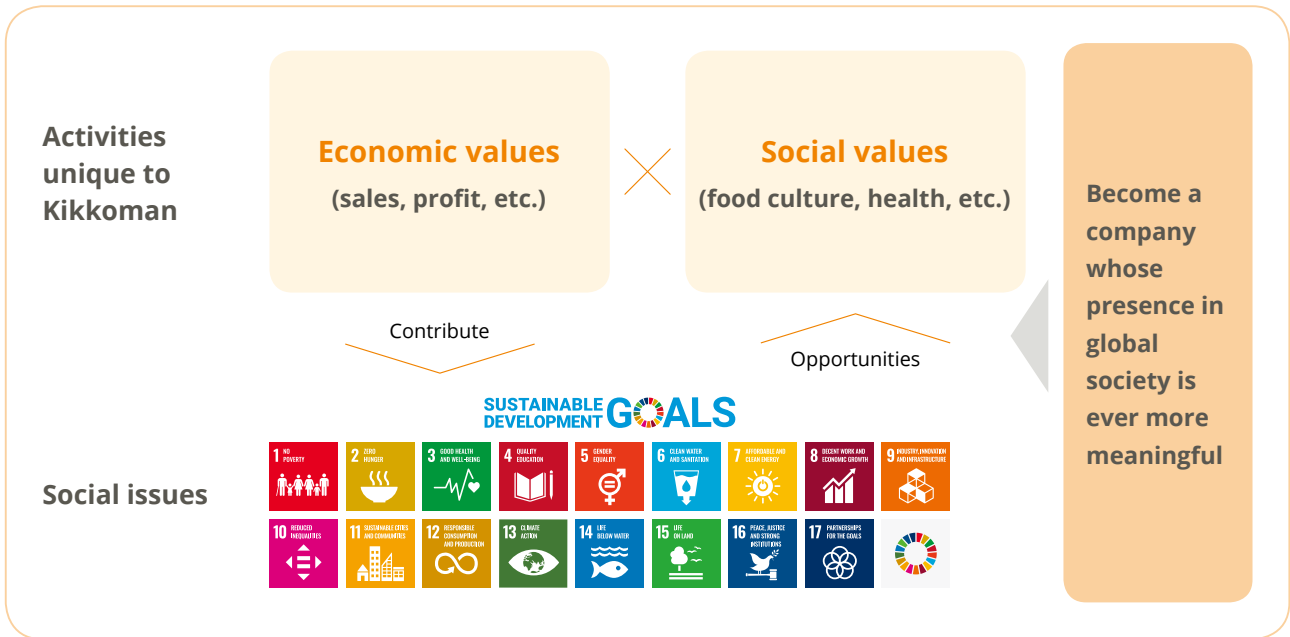 Activities
unique to
Kikkoman
Economic values
(sales, profit, etc.)
Social values
(food culture, health, etc.)
Contribute
Opportunities
Social issues
SUSTAINABLE
DEVELOPMENT
GOALS
1 NO
POVERTY
2 ZERO
HUNGER
3 GOOD HEALTH
AND WELL-BEING
4 QUALITY
EDUCATION
5 GENDER
EQUALITY
6 CLEAN WATER
AND SANITATION
7 AFFORDABLE AND
CLEAN ENERGY
8 DECENT WORK AND
ECONOMIC GROWTH
9 INDUSTRY, INNOVATION
AND INFRASTRUCTURE
10 REDUCED
INEQUALITIES
11 SUSTAINABLE CITIES
AND COMMUNITIES
12 RESPONSIBLE
CONSUMPTION
AND PRODUCTION
13 CLIMATE
ACTION
14 LIFE
BELOW WATER
15 LIFE
ON LAND
16 PEACE, JUSTICE
AND STRONG
INSTITUTIONS
17 PARTNERSHIPS
FOR THE GOALS
Become a
company
whose
presence in
global
society is
ever more
meaningful